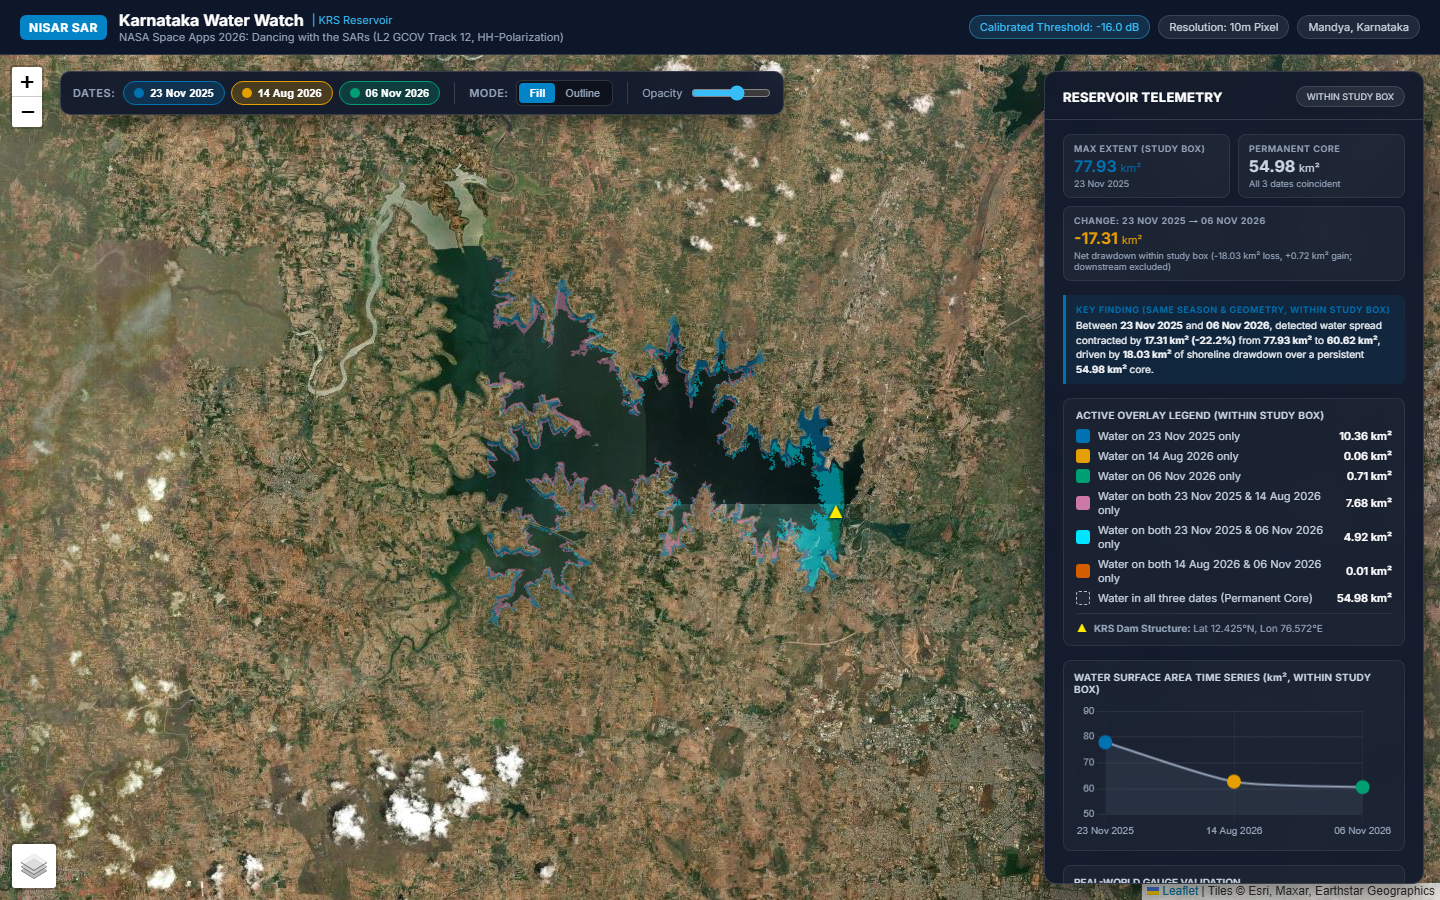 NISAR SAR
Karnataka Water Watch | KRS Reservoir
NASA Space Apps 2026: Dancing with the SARs (L2 GCOV Track 12, HH-Polarization)
Calibrated Threshold: -16.0 dB
Resolution: 10m Pixel
Mandya, Karnataka
+
−
DATES: 23 Nov 2025 14 Aug 2026 06 Nov 2026 MODE: Fill Outline Opacity
RESERVOIR TELEMETRY
WITHIN STUDY BOX
MAX EXTENT (STUDY BOX)
77.93 km²
23 Nov 2025
PERMANENT CORE
54.98 km²
All 3 dates coincident
CHANGE: 23 NOV 2025 → 06 NOV 2026
-17.31 km²
Net drawdown within study box (-18.03 km² loss, +0.72 km² gain;
downstream excluded)
KEY FINDING (SAME SEASON & GEOMETRY, WITHIN STUDY BOX)
Between 23 Nov 2025 and 06 Nov 2026, detected water spread
contracted by 17.31 km² (-22.2%) from 77.93 km² to 60.62 km²,
driven by 18.03 km² of shoreline drawdown over a persistent
54.98 km² core.
ACTIVE OVERLAY LEGEND (WITHIN STUDY BOX)
Water on 23 Nov 2025 only 10.36 km²
Water on 14 Aug 2026 only 0.06 km²
Water on 06 Nov 2026 only 0.71 km²
Water on both 23 Nov 2025 & 14 Aug 2026
only 7.68 km²
Water on both 23 Nov 2025 & 06 Nov 2026
only 4.92 km²
Water on both 14 Aug 2026 & 06 Nov 2026
only 0.01 km²
Water in all three dates (Permanent Core) 54.98 km²
KRS Dam Structure: Lat 12.425°N, Lon 76.572°E
WATER SURFACE AREA TIME SERIES (km², WITHIN STUDY
BOX)
90
80
70
60
50
23 Nov 2025 14 Aug 2026 06 Nov 2026
REAL-WORLD GAUGE VALIDATION
Leaflet | Tiles © Esri, Maxar, Earthstar Geographics